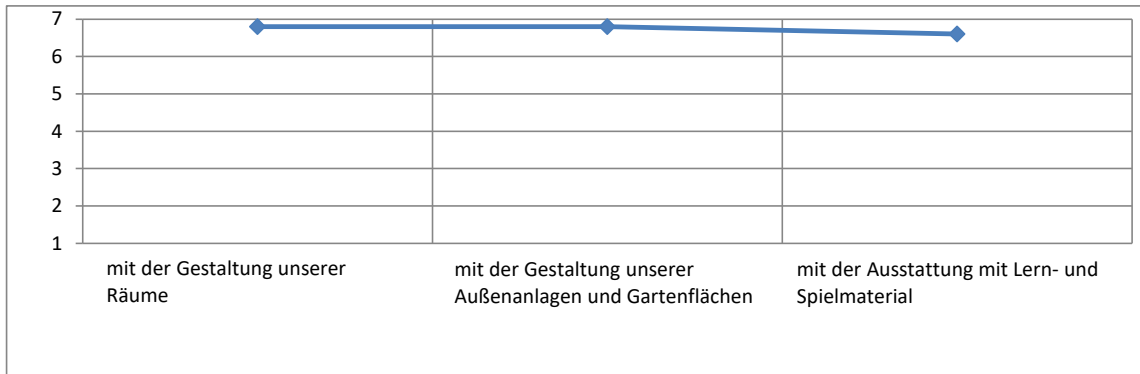 7
6
5
4
3
2
1
mit der Gestaltung unserer
Räume
mit der Gestaltung unserer
Außenanlagen und Gartenflächen
mit der Ausstattung mit Lern- und
Spielmaterial